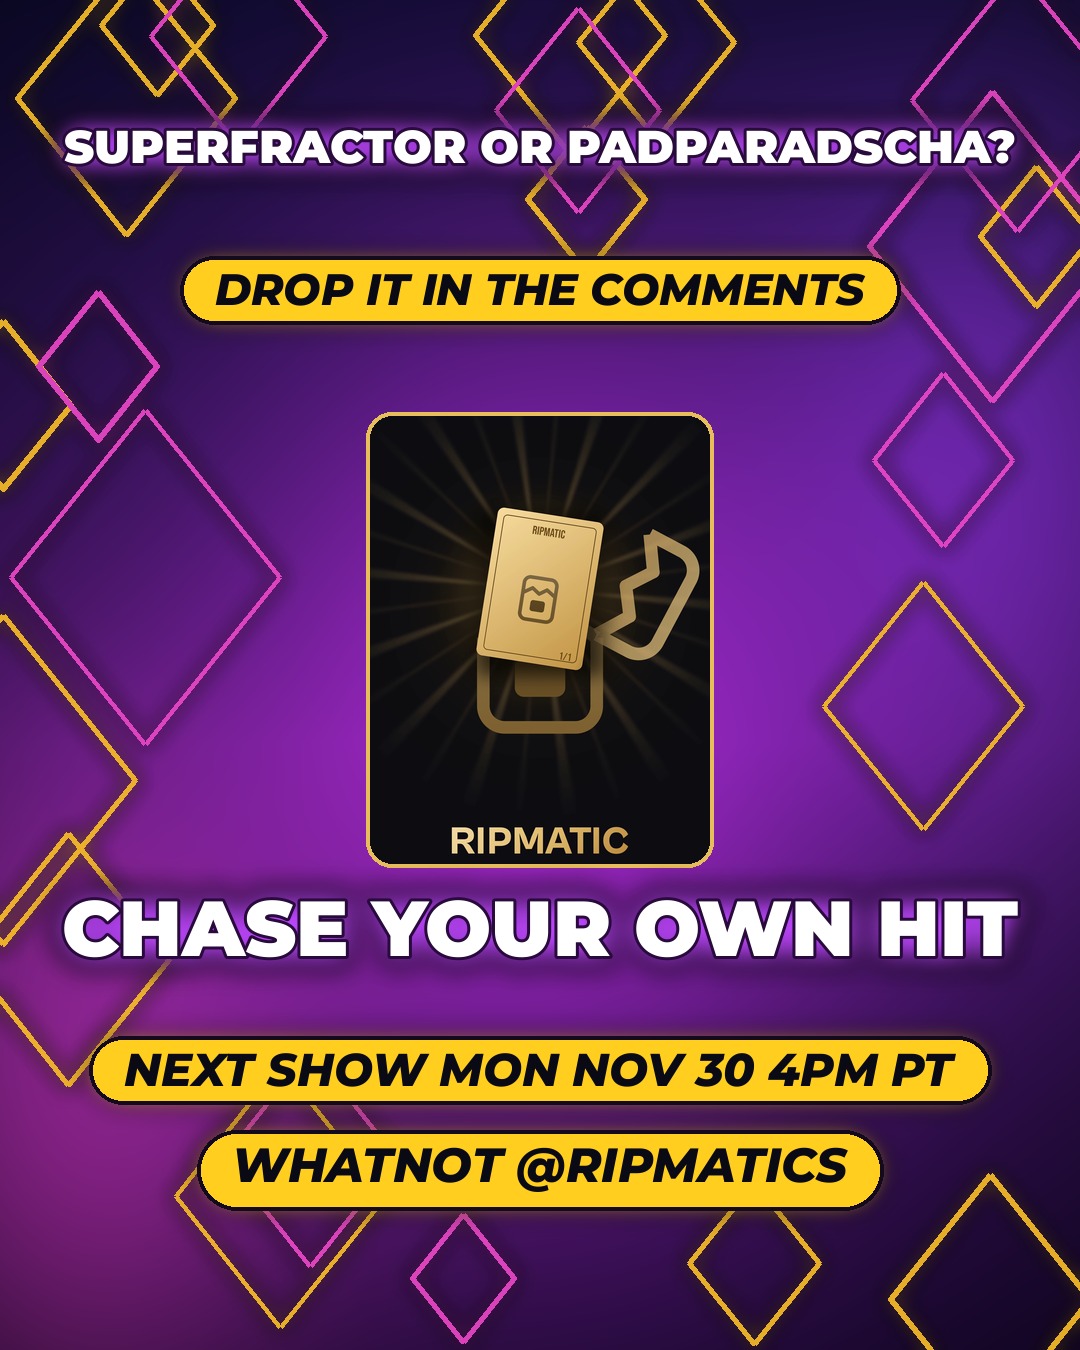 SUPERFRACTOR OR PADPARADSCHA?
DROP IT IN THE COMMENTS
RIPMATIC
1/1
RIPMATIC
CHASE YOUR OWN HIT
NEXT SHOW MON NOV 30 4PM PT
WHATNOT @RIPMATICS